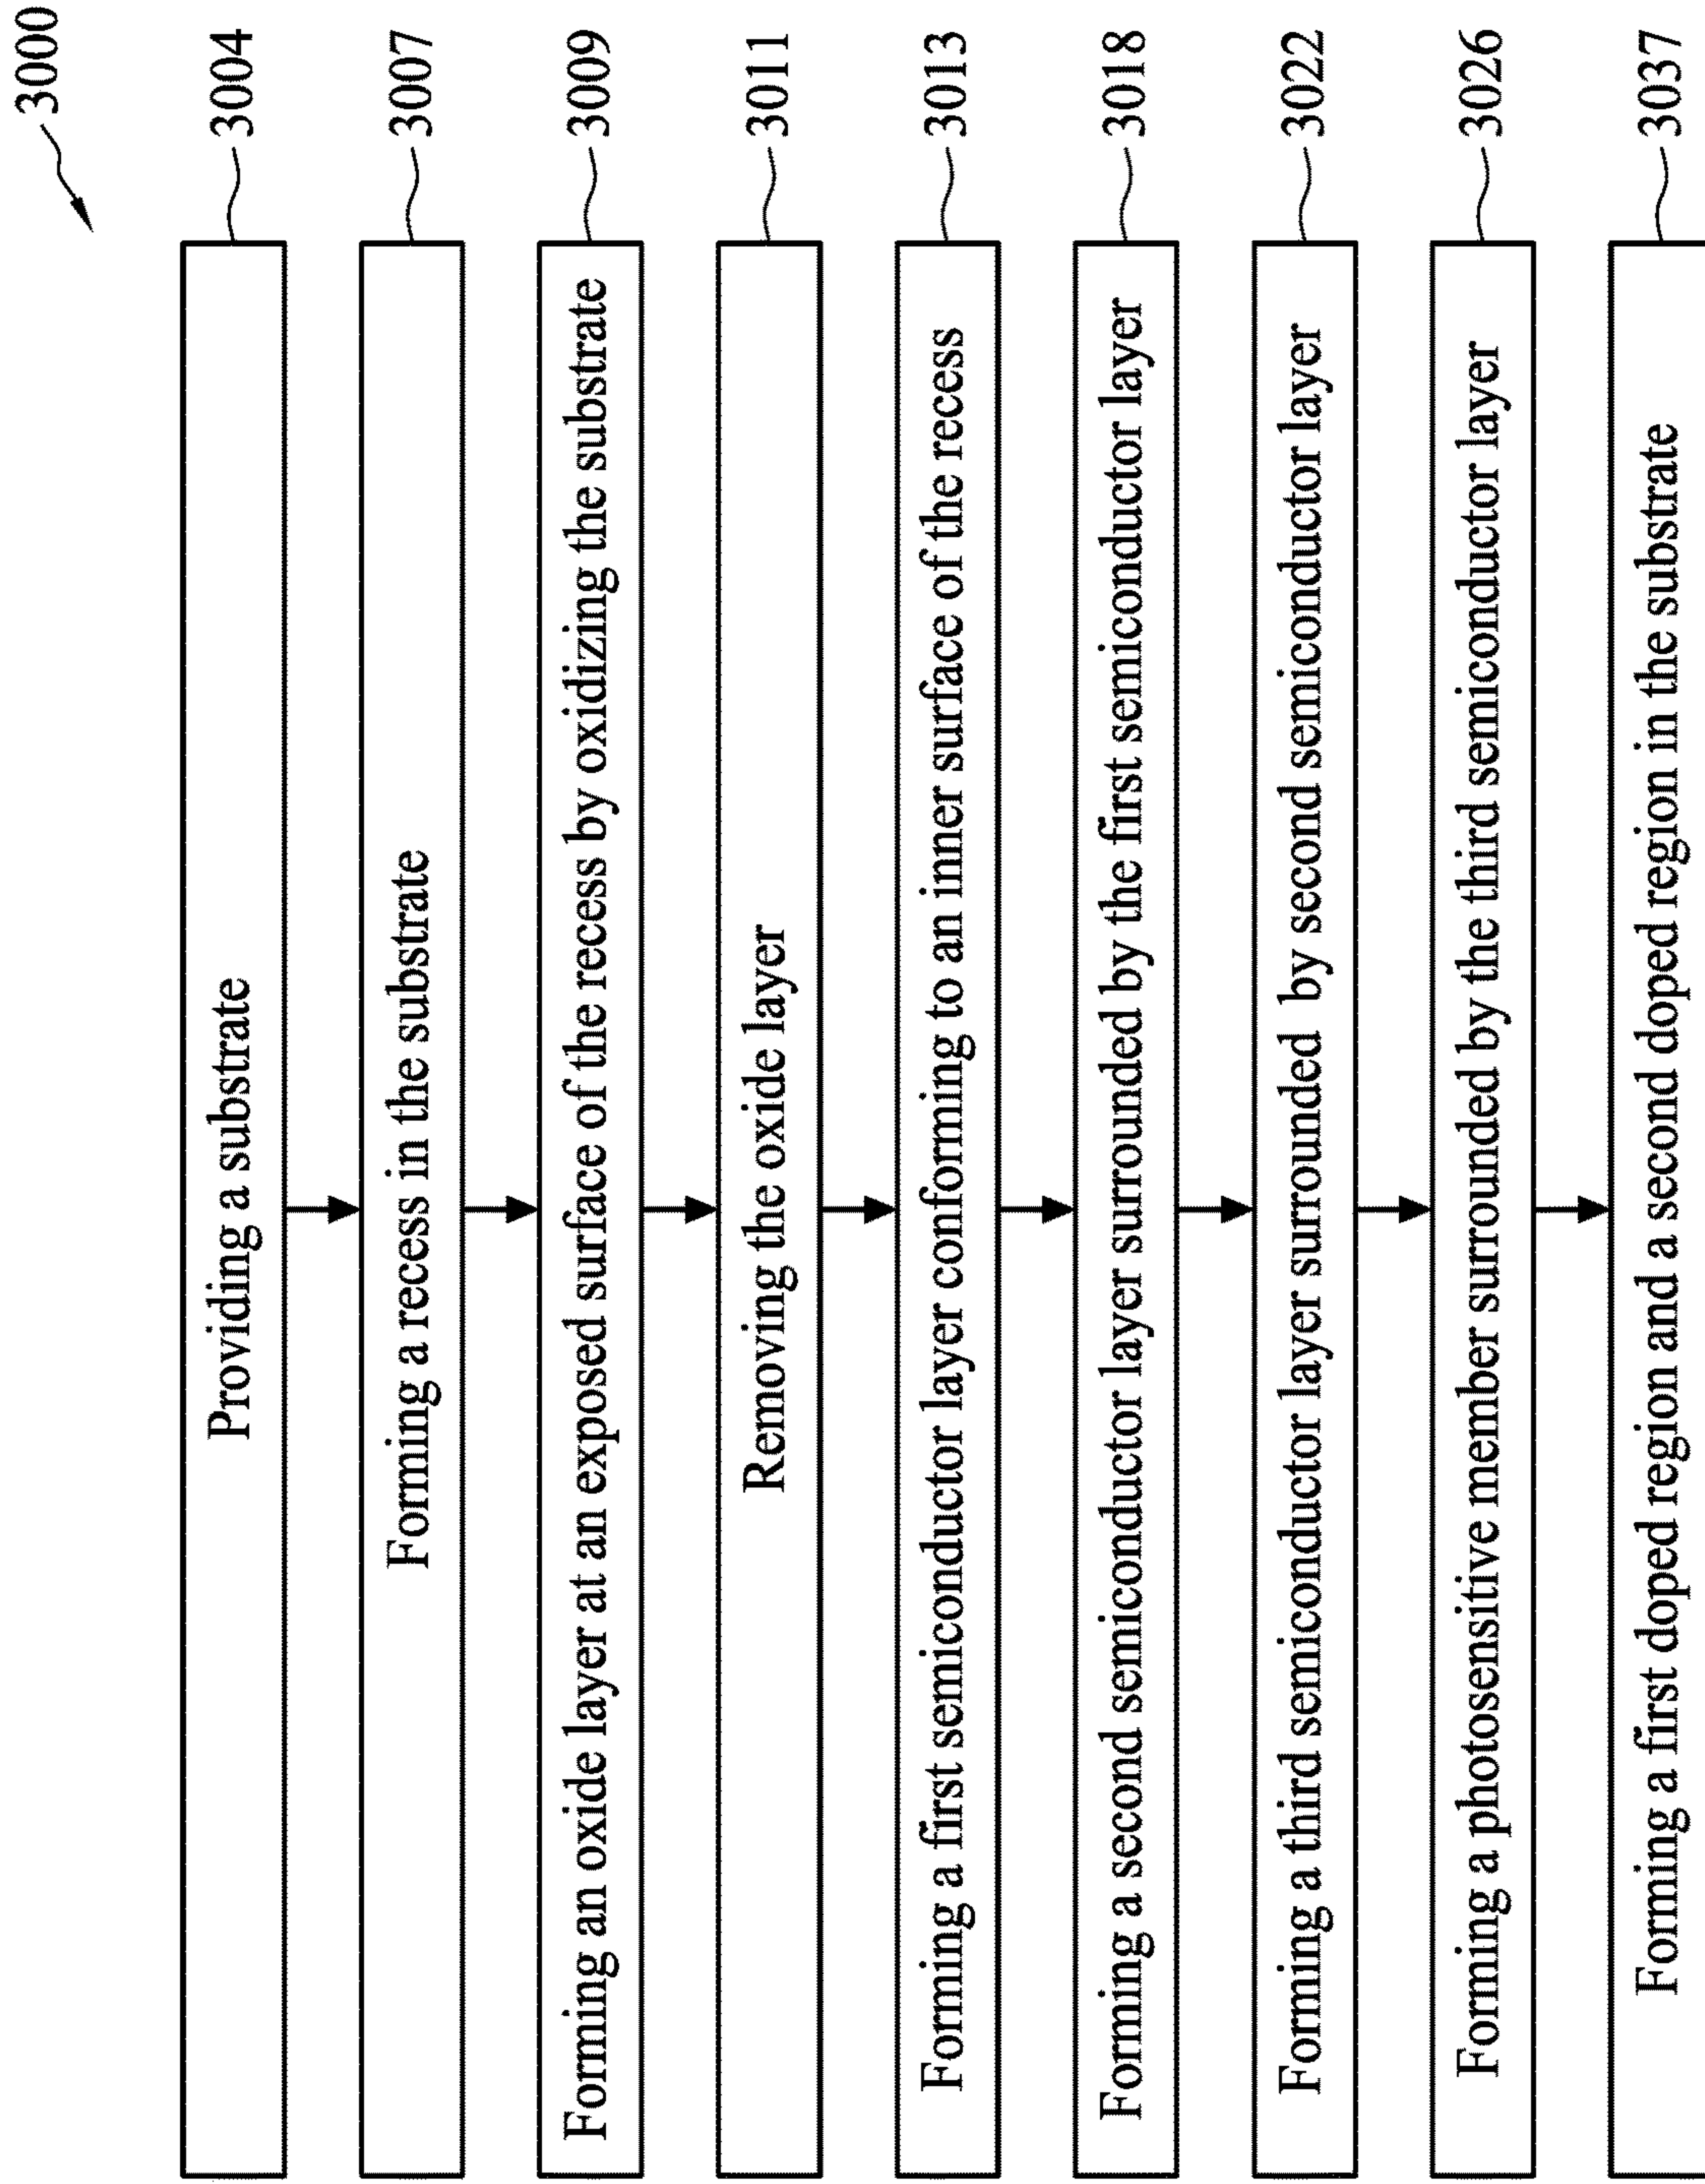 3000
Providing a substrate 3004
Forming a recess in the substrate 3007
Forming an oxide layer at an exposed surface of the recess by oxidizing the substrate 3009
Removing the oxide layer 3011
Forming a first semiconductor layer conforming to an inner surface of the recess 3013
Forming a second semiconductor layer surrounded by the first semiconductor layer 3018
Forming a third semiconductor layer surrounded by second semiconductor layer 3022
Forming a photosensitive member surrounded by the third semiconductor layer 3026
Forming a first doped region and a second doped region in the substrate 3037